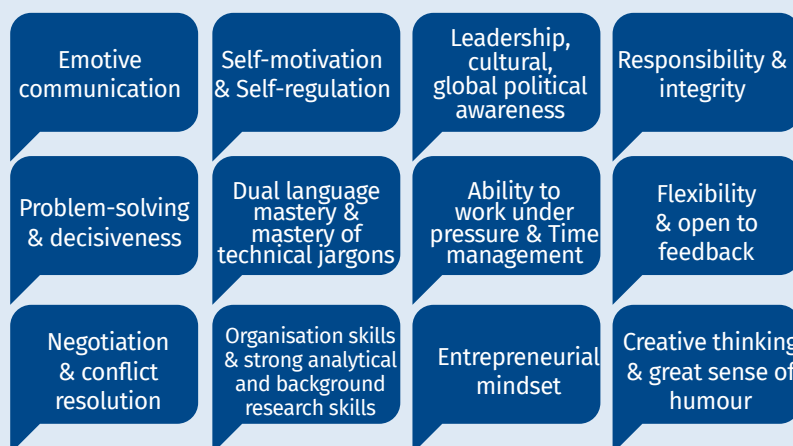 Emotive
communication
Self-motivation
& Self-regulation
Leadership,
cultural,
global political
awareness
Responsibility &
integrity
Problem-solving
& decisiveness
Dual language
mastery &
mastery of
technical jargons
Ability to
work under
pressure & Time
management
Flexibility
& open to
feedback
Negotiation
& conflict
resolution
Organisation skills
& strong analytical
and background
research skills
Entrepreneurial
mindset
Creative thinking
& great sense of
humour